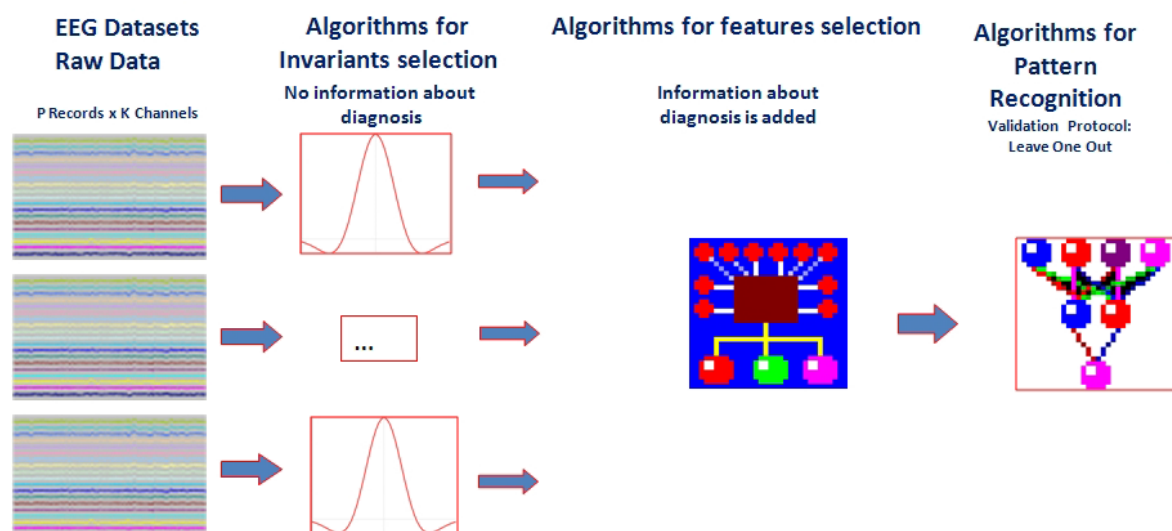 EEG Datasets
Raw Data
P Records x K Channels
Algorithms for
Invariants selection
No information about
diagnosis
...
Algorithms for features selection
Information about
diagnosis is added
Algorithms for
Pattern
Recognition
Validation Protocol:
Leave One Out